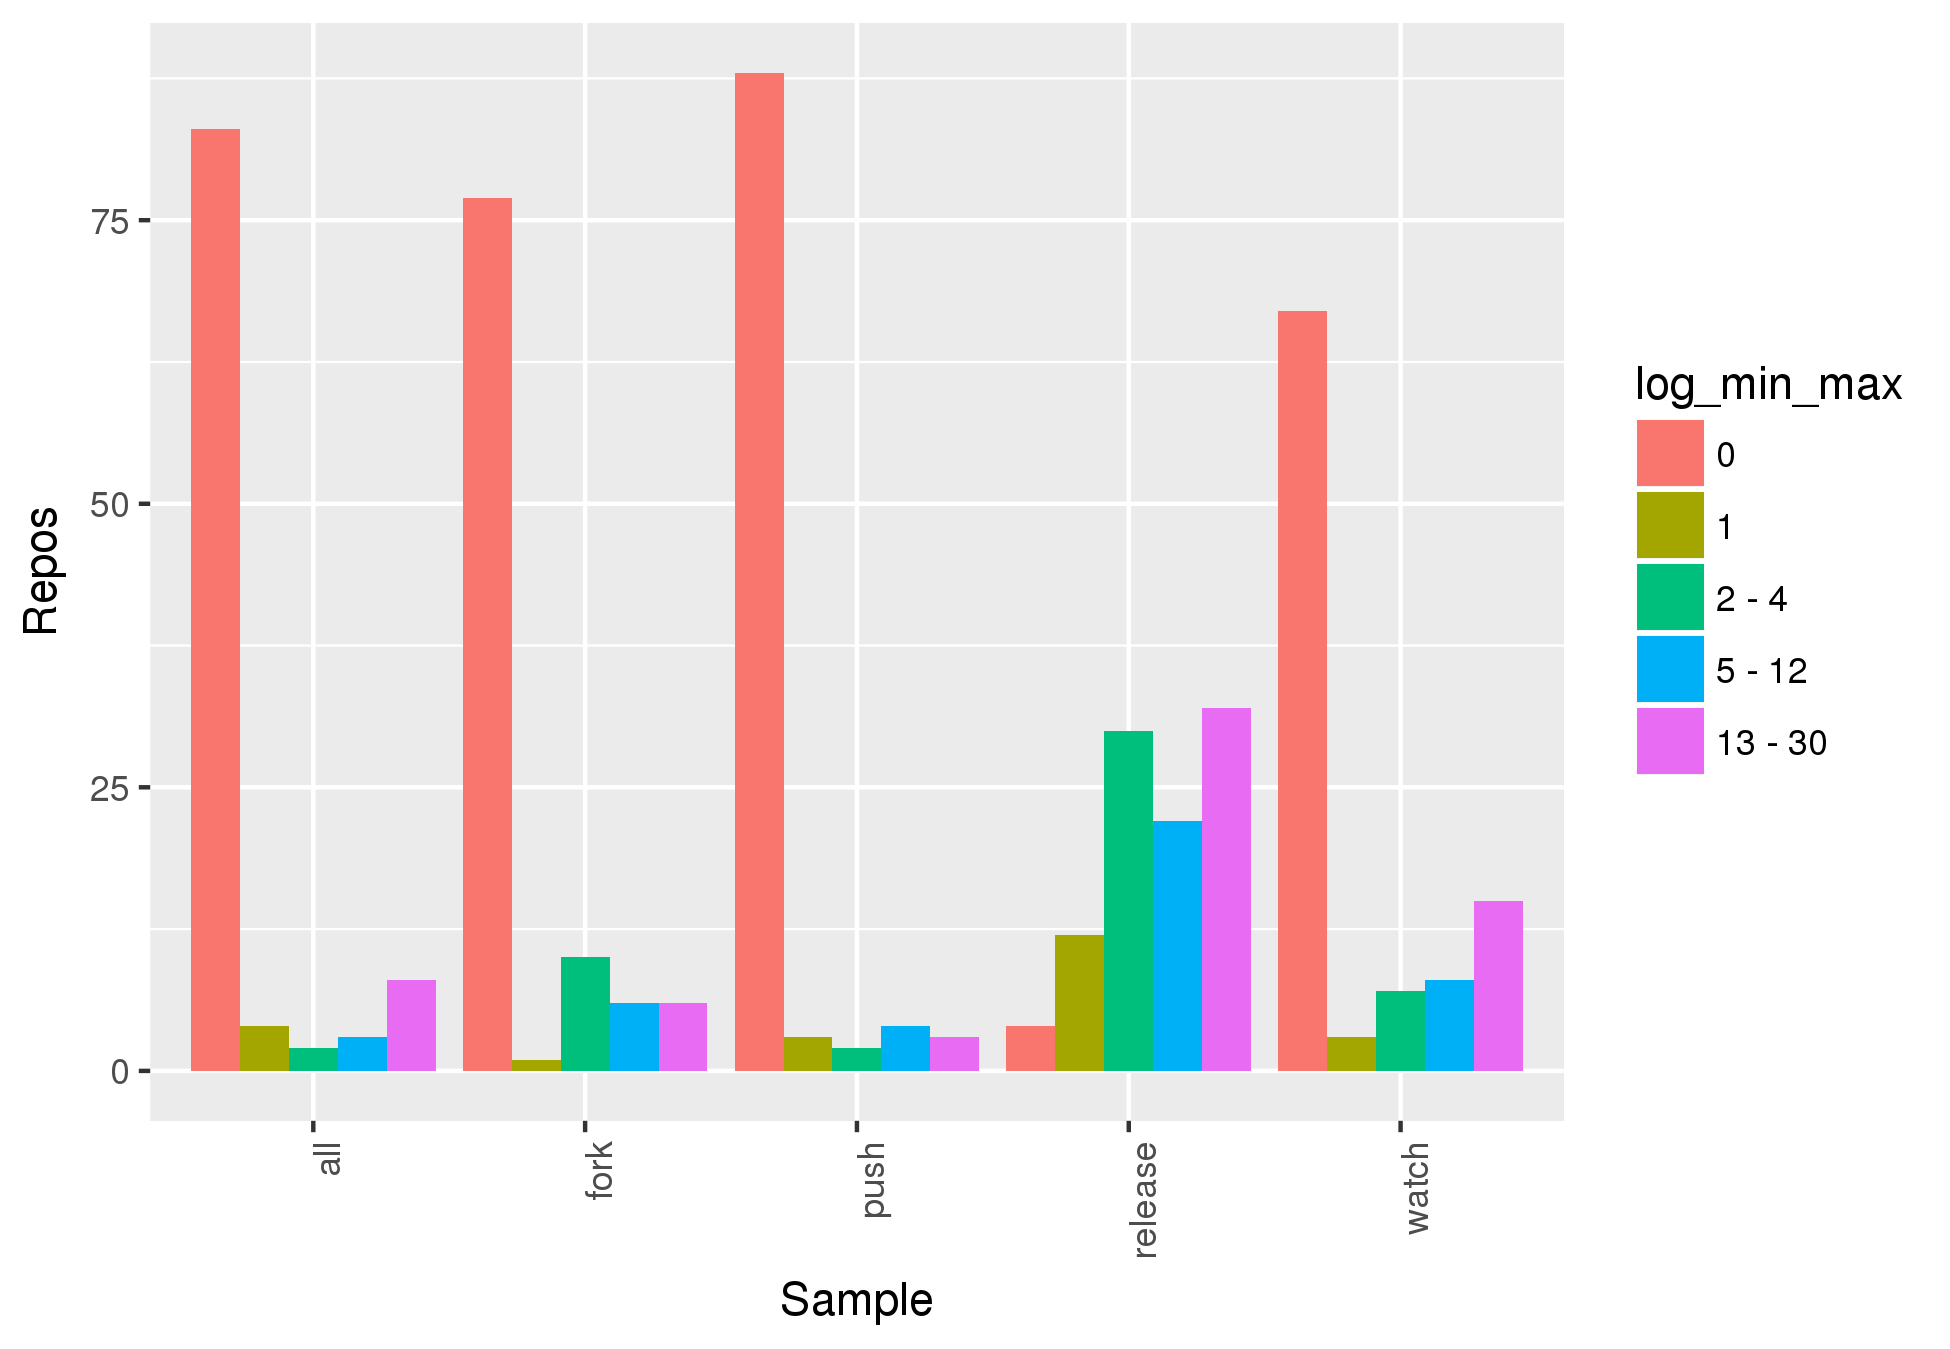 Repos
75
50
25
0
all
fork
push
release
watch
Sample
log_min_max
0
1
2 - 4
5 - 12
13 - 30